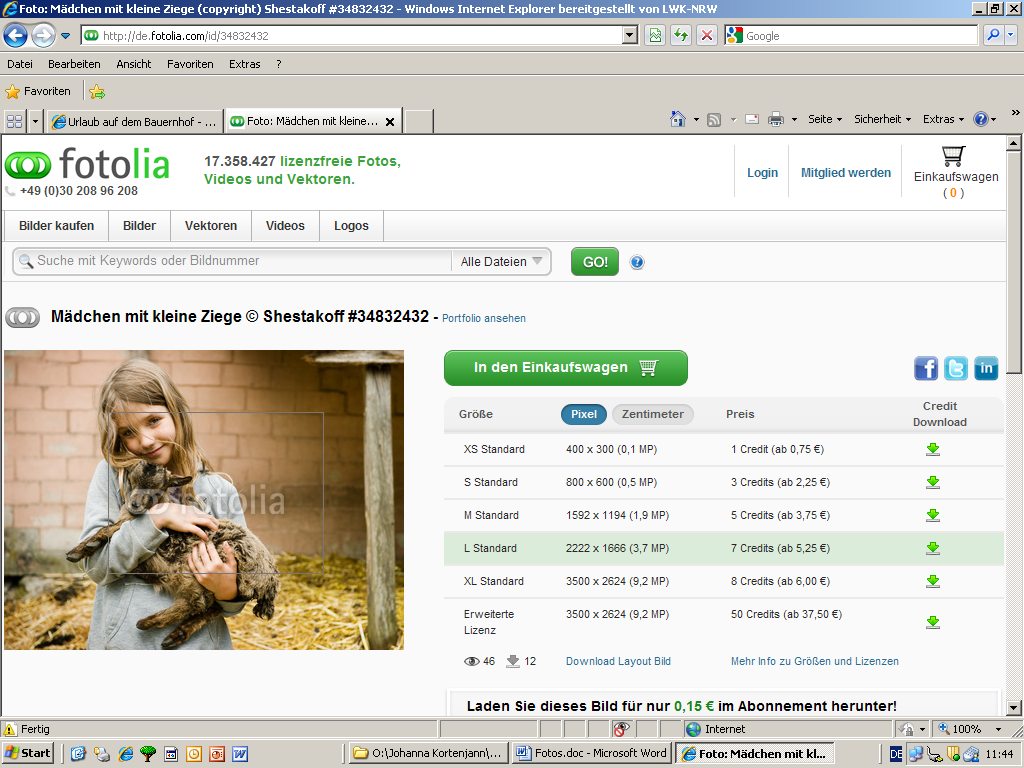 Foto: Mädchen mit kleine Ziege (copyright) Shestakoff #34832432 - Windows Internet Explorer bereitgestellt von LWK-NRW
http://de.fotolia.com/id/34832432
Google
Datei Bearbeiten Ansicht Favoriten Extras ?
Favoriten
Urlaub auf dem Bauernhof - ...
Foto: Mädchen mit kleine...
Seite Sicherheit Extras
fotolia
+49 (0)30 208 96 208
17.358.427 lizenzfreie Fotos,
Videos und Vektoren.
Login
Mitglied werden
Einkaufswagen
( 0 )
Bilder kaufen Bilder Vektoren Videos Logos
Suche mit Keywords oder Bildnummer
Alle Dateien
GO!
?
Mädchen mit kleine Ziege © Shestakoff #34832432 - Portfolio ansehen
fotolia
In den Einkaufswagen
f t in
Größe Pixel Zentimeter Preis Credit
Download
XS Standard 400 x 300 (0,1 MP) 1 Credit (ab 0,75 €)
S Standard 800 x 600 (0,5 MP) 3 Credits (ab 2,25 €)
M Standard 1592 x 1194 (1,9 MP) 5 Credits (ab 3,75 €)
L Standard 2222 x 1666 (3,7 MP) 7 Credits (ab 5,25 €)
XL Standard 3500 x 2624 (9,2 MP) 8 Credits (ab 6,00 €)
Erweiterte
Lizenz
3500 x 2624 (9,2 MP) 50 Credits (ab 37,50 €)
46 12 Download Layout Bild Mehr Info zu Größen und Lizenzen
Laden Sie dieses Bild für nur 0,15 € im Abonnement herunter!
Fertig
Internet
100%
Start
O:\Johanna Kortenjann\...
Fotos.doc - Microsoft Word
Foto: Mädchen mit kl...
DE
11:44